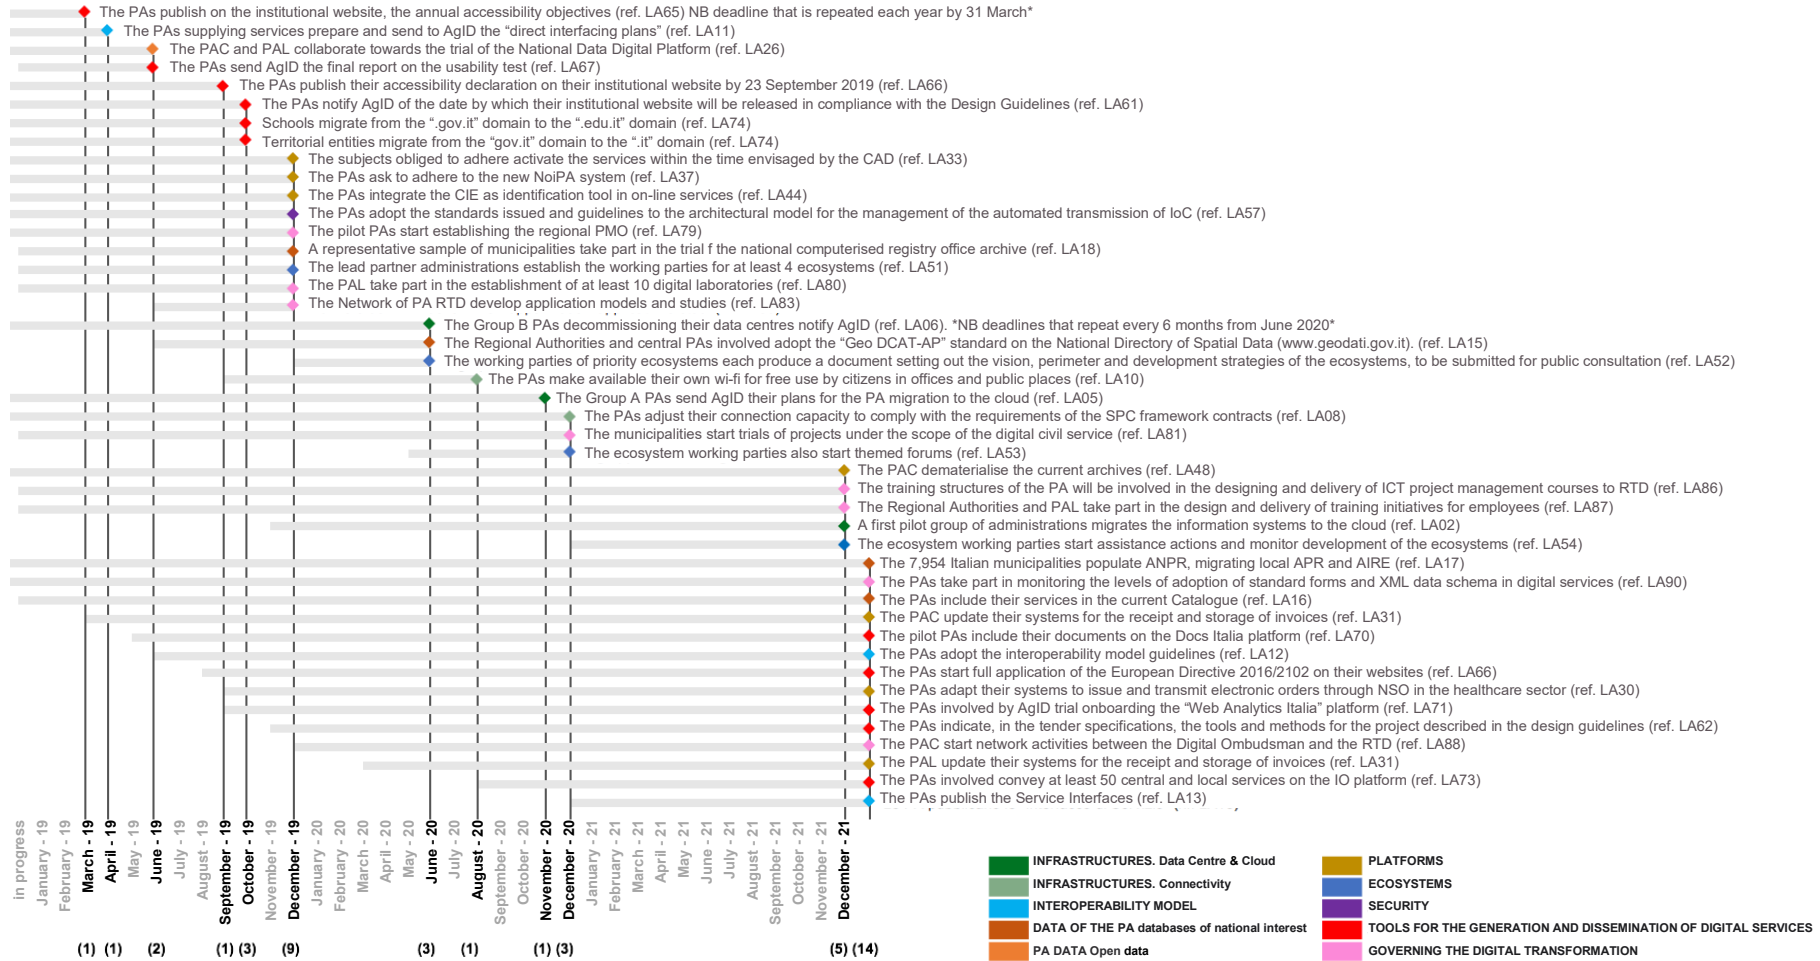 The PAs publish on the institutional website, the annual accessibility objectives (ref. LA65) NB deadline that is repeated each year by 31 March*
The PAs supplying services prepare and send to AgID the “direct interfacing plans” (ref. LA11)
The PAC and PAL collaborate towards the trial of the National Data Digital Platform (ref. LA26)
The PAs send AgID the final report on the usability test (ref. LA67)
The PAs publish their accessibility declaration on their institutional website by 23 September 2019 (ref. LA66)
The PAs notify AgID of the date by which their institutional website will be released in compliance with the Design Guidelines (ref. LA61)
Schools migrate from the “.gov.it” domain to the “.edu.it” domain (ref. LA74)
Territorial entities migrate from the “gov.it” domain to the “.it” domain (ref. LA74)
The subjects obliged to adhere activate the services within the time envisaged by the CAD (ref. LA33)
The PAs ask to adhere to the new NoiPA system (ref. LA37)
The PAs integrate the CIE as identification tool in on-line services (ref. LA44)
The PAs adopt the standards issued and guidelines to the architectural model for the management of the automated transmission of IoC (ref. LA57)
The pilot PAs start establishing the regional PMO (ref. LA79)
A representative sample of municipalities take part in the trial f the national computerised registry office archive (ref. LA18)
The lead partner administrations establish the working parties for at least 4 ecosystems (ref. LA51)
The PAL take part in the establishment of at least 10 digital laboratories (ref. LA80)
The Network of PA RTD develop application models and studies (ref. LA83)
The Group B PAs decommissioning their data centres notify AgID (ref. LA06). *NB deadlines that repeat every 6 months from June 2020*
The Regional Authorities and central PAs involved adopt the “Geo DCAT-AP” standard on the National Directory of Spatial Data (www.geodati.gov.it). (ref. LA15)
The working parties of priority ecosystems each produce a document setting out the vision, perimeter and development strategies of the ecosystems, to be submitted for public consultation (ref. LA52)
The PAs make available their own wi-fi for free use by citizens in offices and public places (ref. LA10)
The Group A PAs send AgID their plans for the PA migration to the cloud (ref. LA05)
The PAs adjust their connection capacity to comply with the requirements of the SPC framework contracts (ref. LA08)
The municipalities start trials of projects under the scope of the digital civil service (ref. LA81)
The ecosystem working parties also start themed forums (ref. LA53)
The PAC dematerialise the current archives (ref. LA48)
The training structures of the PA will be involved in the designing and delivery of ICT project management courses to RTD (ref. LA86)
The Regional Authorities and PAL take part in the design and delivery of training initiatives for employees (ref. LA87)
A first pilot group of administrations migrates the information systems to the cloud (ref. LA02)
The ecosystem working parties start assistance actions and monitor development of the ecosystems (ref. LA54)
The 7,954 Italian municipalities populate ANPR, migrating local APR and AIRE (ref. LA17)
The PAs take part in monitoring the levels of adoption of standard forms and XML data schema in digital services (ref. LA90)
The PAs include their services in the current Catalogue (ref. LA16)
The PAC update their systems for the receipt and storage of invoices (ref. LA31)
The pilot PAs include their documents on the Docs Italia platform (ref. LA70)
The PAs adopt the interoperability model guidelines (ref. LA12)
The PAs start full application of the European Directive 2016/2102 on their websites (ref. LA66)
The PAs adapt their systems to issue and transmit electronic orders through NSO in the healthcare sector (ref. LA30)
The PAs involved by AgID trial onboarding the “Web Analytics Italia” platform (ref. LA71)
The PAs indicate, in the tender specifications, the tools and methods for the project described in the design guidelines (ref. LA62)
The PAC start network activities between the Digital Ombudsman and the RTD (ref. LA88)
The PAL update their systems for the receipt and storage of invoices (ref. LA31)
The PAs involved convey at least 50 central and local services on the IO platform (ref. LA73)
The PAs publish the Service Interfaces (ref. LA13)
in progress
January - 19
February - 19
March - 19
April - 19
May - 19
June - 19
July - 19
August - 19
September - 19
October - 19
November - 19
December - 19
January - 20
February - 20
March - 20
May - 20
June - 20
July - 20
August - 20
September - 20
October - 20
November - 20
December - 20
January - 21
February - 21
March - 21
April - 21
May - 21
June - 21
July - 21
August - 21
September - 21
October - 21
November - 21
December - 21
(1) (1) (2) (1) (3) (9) (3) (1) (1) (3) (5) (14)
INFRASTRUCTURES. Data Centre & Cloud
INFRASTRUCTURES. Connectivity
INTEROPERABILITY MODEL
DATA OF THE PA databases of national interest
PA DATA Open data
PLATFORMS
ECOSYSTEMS
SECURITY
TOOLS FOR THE GENERATION AND DISSEMINATION OF DIGITAL SERVICES
GOVERNING THE DIGITAL TRANSFORMATION